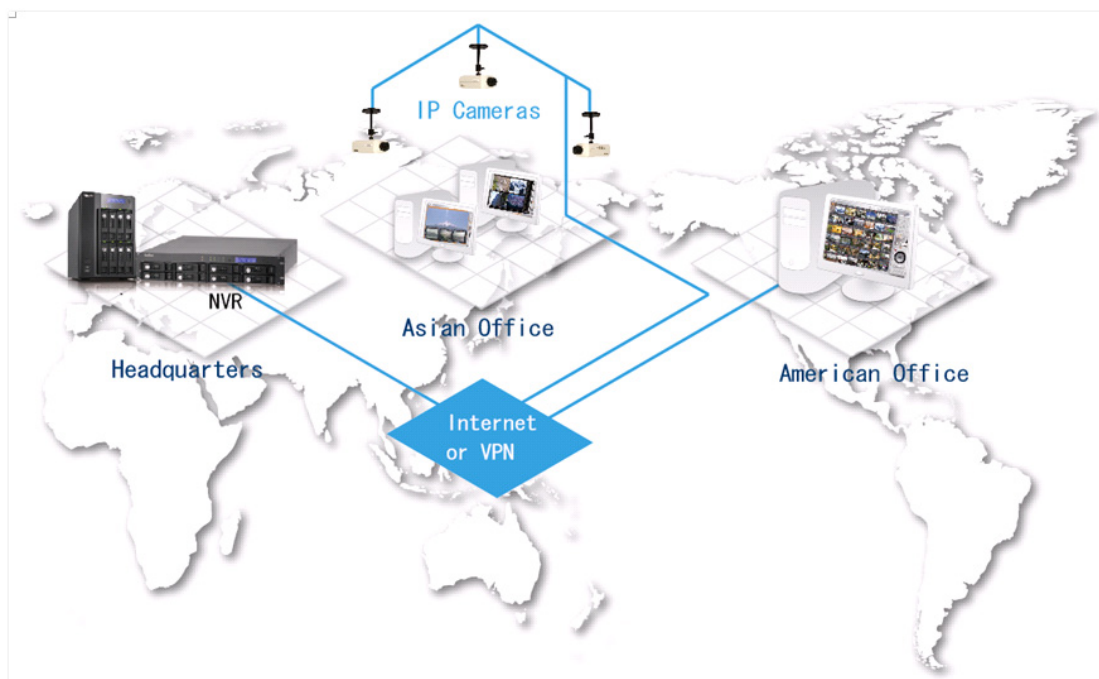 IP Cameras
NVR
Asian Office
Headquarters
American Office
Internet
or VPN